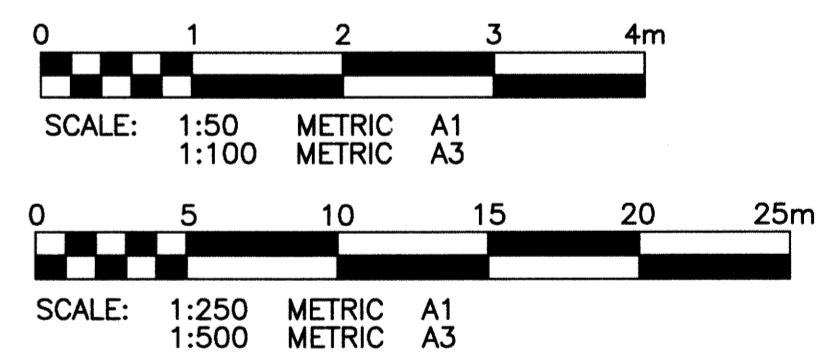 0 1 2 3 4m
SCALE: 1:50 METRIC A1
1:100 METRIC A3
0 5 10 15 20 25m
SCALE: 1:250 METRIC A1
1:500 METRIC A3